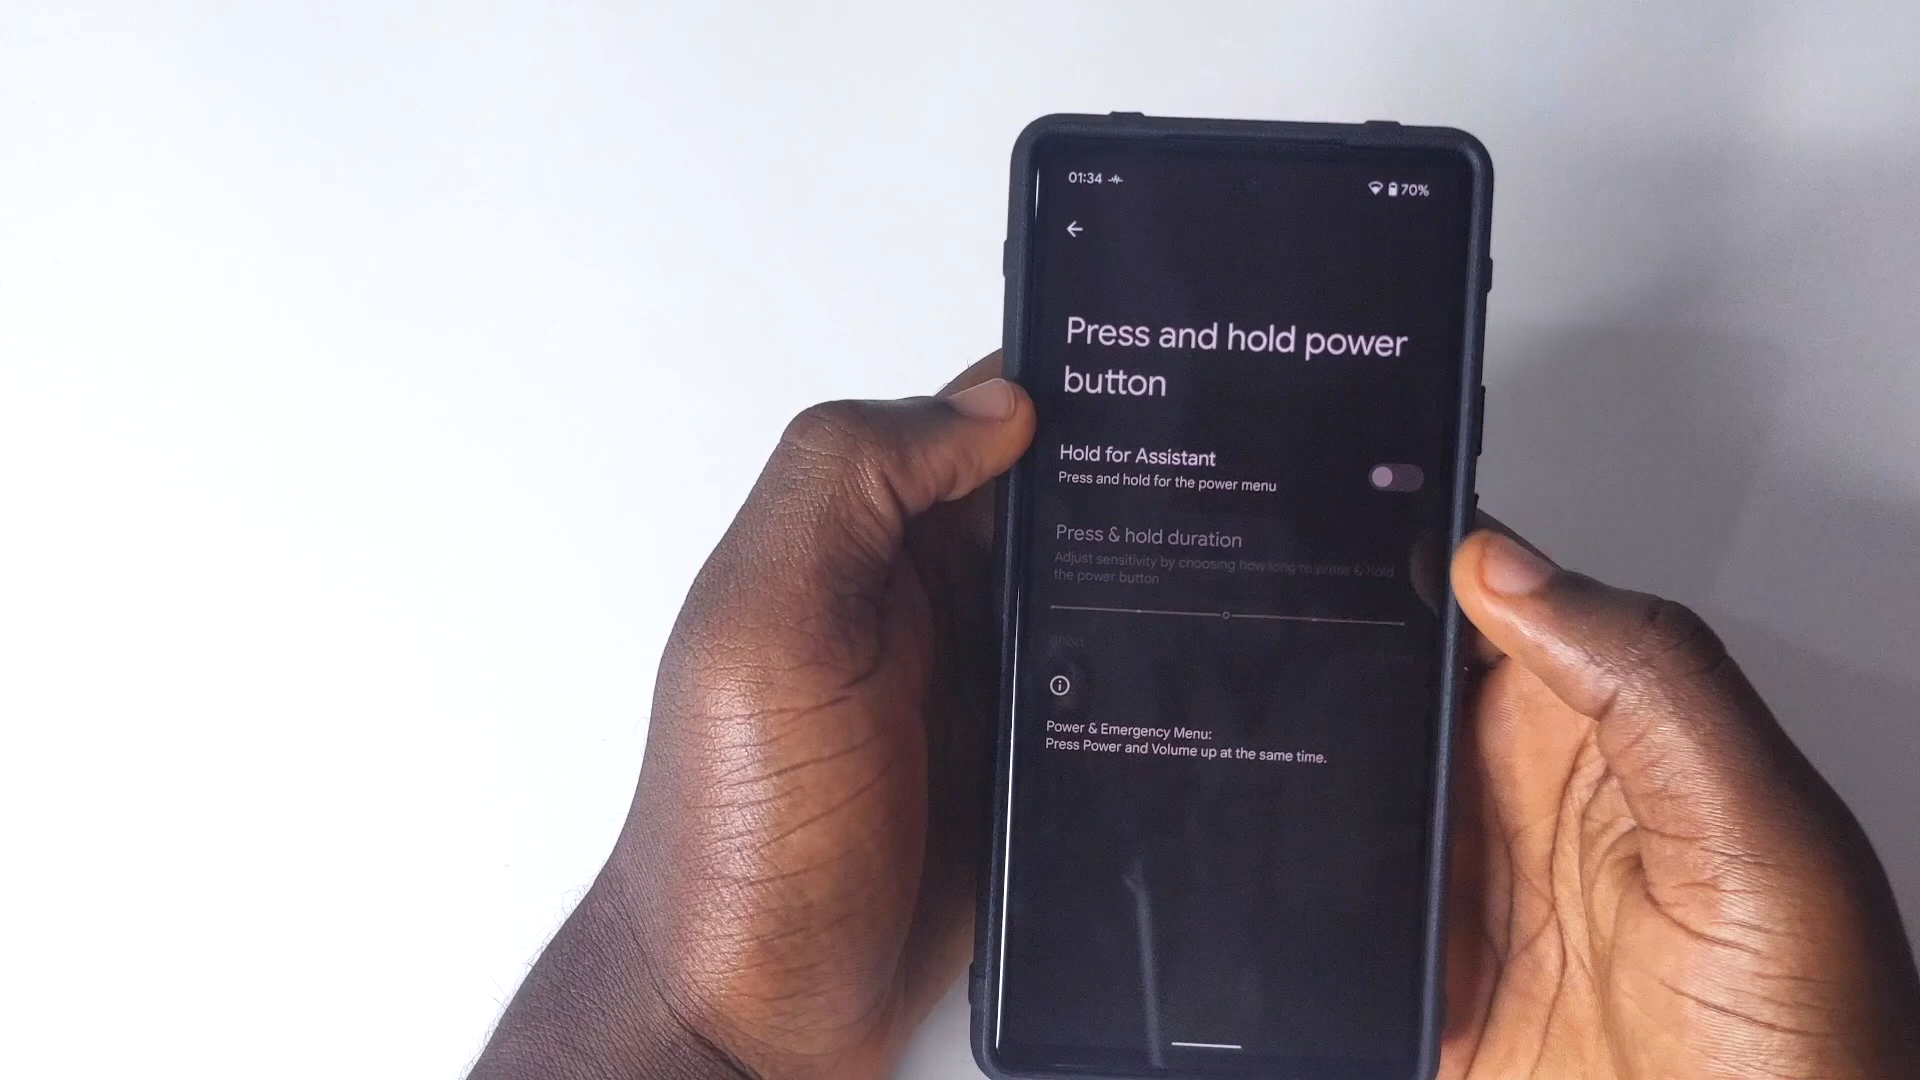 01:34
70%
Press and hold power
button
Hold for Assistant
Press and hold for the power menu
Press & hold duration
Adjust sensitivity by choosing how long to press & hold
the power button
Short
Power & Emergency Menu:
Press Power and Volume up at the same time.